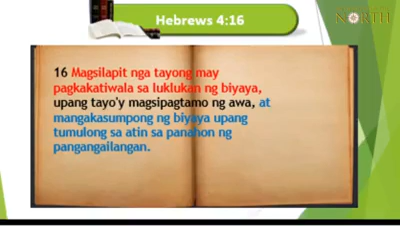 Hebrews 4:16
NORTH
16 Magsilapit nga tayong may
pagkakatiwala sa luklukan ng biyaya,
upang tayo'y magsipagtamo ng awa, at
mangakasumpong ng biyaya upang
tumulong sa atin sa panahon ng
pangangailangan.